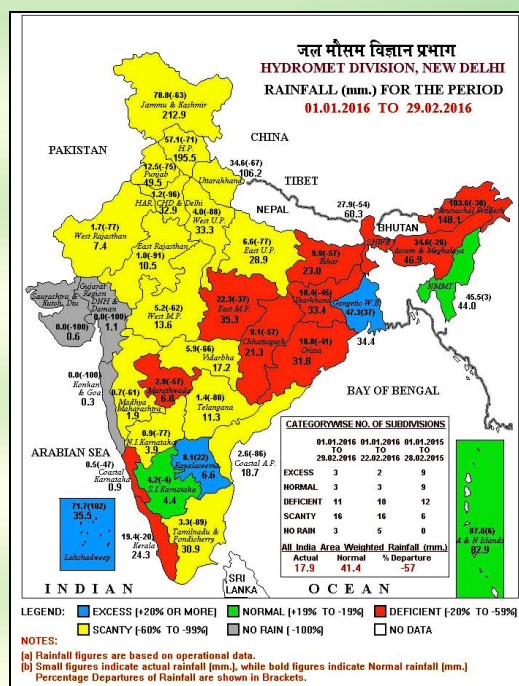 जल मौसम विज्ञान प्रभाग
HYDROMET DIVISION, NEW DELHI
RAINFALL (mm.) FOR THE PERIOD
01.01.2016 TO 29.02.2016
78.8(-63)
Jammu & Kashmir
212.9
57.1(-71)
H.P.
195.5
CHINA
PAKISTAN
12.5(-75)
Punjab
49.5
34.6(-67)
Uttarakhand
106.2
TIBET
1.2(-96)
HAR. CHD & Delhi
32.9
4.0(-88)
West U.P.
33.3
NEPAL
27.9(-54)
60.3
SHWB
BHUTAN
103.6(-30)
Arunachal Pradesh
148.1
1.7(-77)
West Rajasthan
7.4
East Rajasthan
1.0(-91)
10.5
6.6(-77)
East U.P.
28.9
9.9(-57)
Bihar
23.0
34.6(-26)
Assam & Meghalaya
46.9
NMMT
45.5(3)
44.0
Saurashtra &
Kutch, Diu
0.0(-100)
0.6
Gujarat
Region
DNH &
Daman
0.0(-100)
1.1
5.2(-62)
West M.P.
13.6
22.3(-37)
East M.P.
35.3
18.4(-45)
Jharkhand
33.4
Gangetic W.B.
47.3(37)
34.4
9.1(-57)
Chhattisgarh
21.3
18.8(-41)
Orissa
31.8
5.9(-66)
Vidarbha
17.2
0.0(-100)
Konkan
& Goa
0.3
0.7(-61)
Madhya
Maharashtra
1.9
2.9(-57)
Marathwada
6.8
1.4(-88)
Telangana
11.3
BAY OF BENGAL
ARABIAN SEA
0.9(-77)
N.I.Karnataka
3.9
2.6(-86)
Coastal A.P.
18.7
0.5(-47)
Coastal
Karnataka
0.9
8.1(22)
Rayalaseema
6.6
4.2(-4)
S.I.Karnataka
4.4
71.7(102)
35.5
Lakshadweep
19.4(-20)
Kerala
24.3
3.3(-89)
Tamilnadu &
Pondicherry
30.9
87.8(6)
A & N Islands
82.9
CATEGORYWISE NO. OF SUBDIVISIONS
01.01.2016 01.01.2016 01.01.2015
TO TO TO
29.02.2016 22.02.2016 28.02.2015
EXCESS 3 2 9
NORMAL 3 3 9
DEFICIENT 11 10 12
SCANTY 16 16 6
NO RAIN 3 5 0
All India Area Weighted Rainfall (mm.)
Actual Normal % Departure
17.9 41.4 -57
SRI
LANKA
INDIAN OCEAN
LEGEND: EXCESS (+20% OR MORE) NORMAL (+19% TO -19%) DEFICIENT (-20% TO -59%)
SCANTY (-60% TO -99%) NO RAIN (-100%) NO DATA
NOTES:
(a) Rainfall figures are based on operational data.
(b) Small figures indicate actual rainfall (mm.), while bold figures indicate Normal rainfall (mm.)
Percentage Departures of Rainfall are shown in Brackets.